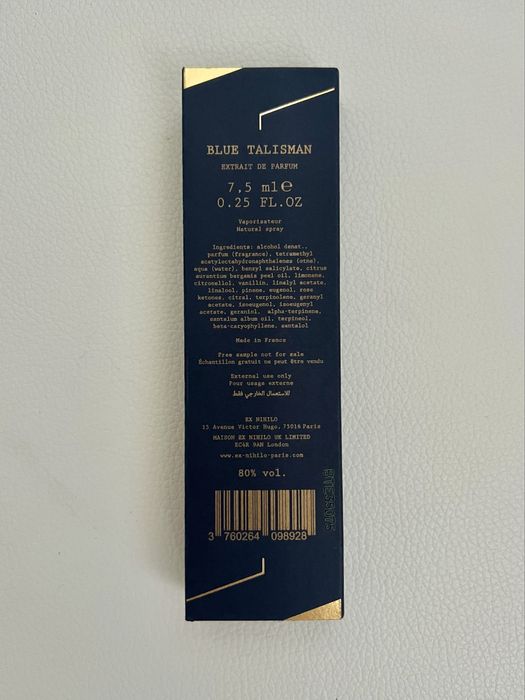 BLUE TALISMAN
EXTRAIT DE PARFUM
7,5 ml ℮
0.25 FL.OZ
Vaporisateur
Natural spray
Ingredients: alcohol denat.,
parfum (fragrance), tetramethyl
acetyloctahydronaphthalenes (otne),
aqua (water), benzyl salicylate, citrus
aurantium bergamia peel oil, limonene,
citronellol, vanillin, linalyl acetate,
linalool, pinene, eugenol, rose
ketones, citral, terpinolene, geranyl
acetate, isoeugenol, isoeugenyl
acetate, geraniol, alpha-terpinene,
santalum album oil, terpineol,
beta-caryophyllene, santalol
Made in France
Free sample not for sale
Échantillon gratuit ne peut être vendu
External use only
Pour usage externe
للاستعمال الخارجي فقط
EX NIHILO
15 Avenue Victor Hugo, 75016 Paris
MAISON EX NIHILO UK LIMITED
EC4R 9AN London
www.ex-nihilo-paris.com
80% vol.
3 760264 098928